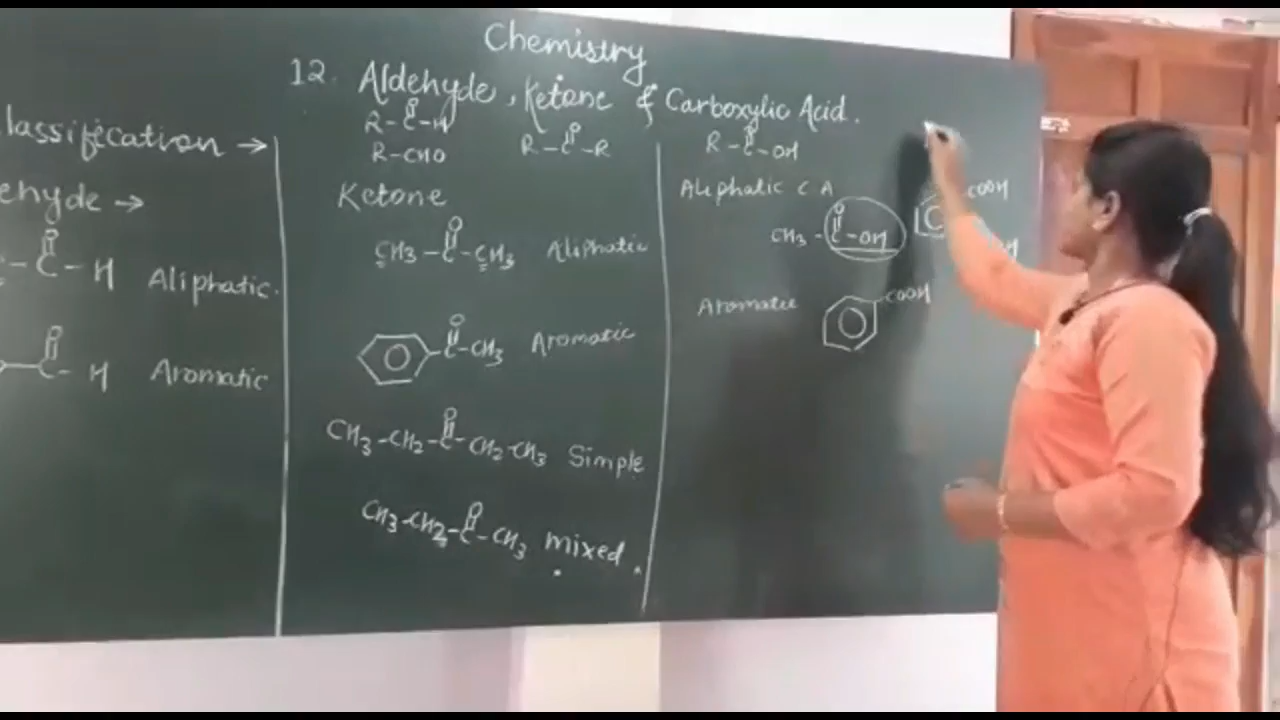 Chemistry
12. Aldehyde, Ketone & Carboxylic Acid.
lassification →
ehyde →
O
C - H Aliphatic.
O
C - H Aromatic
O
R - C - H
R - CHO
O
R - C - R
Ketone
O
CH3 - C - CH3 Aliphatic
O
C - CH3 Aromatic
O
CH3 - CH2 - C - CH2 - CH3 Simple
O
CH3 - CH2 - C - CH3 mixed.
O
R - C - OH
Aliphatic C A
O
CH3 - C - OH
COOH
Aromatic
COOH